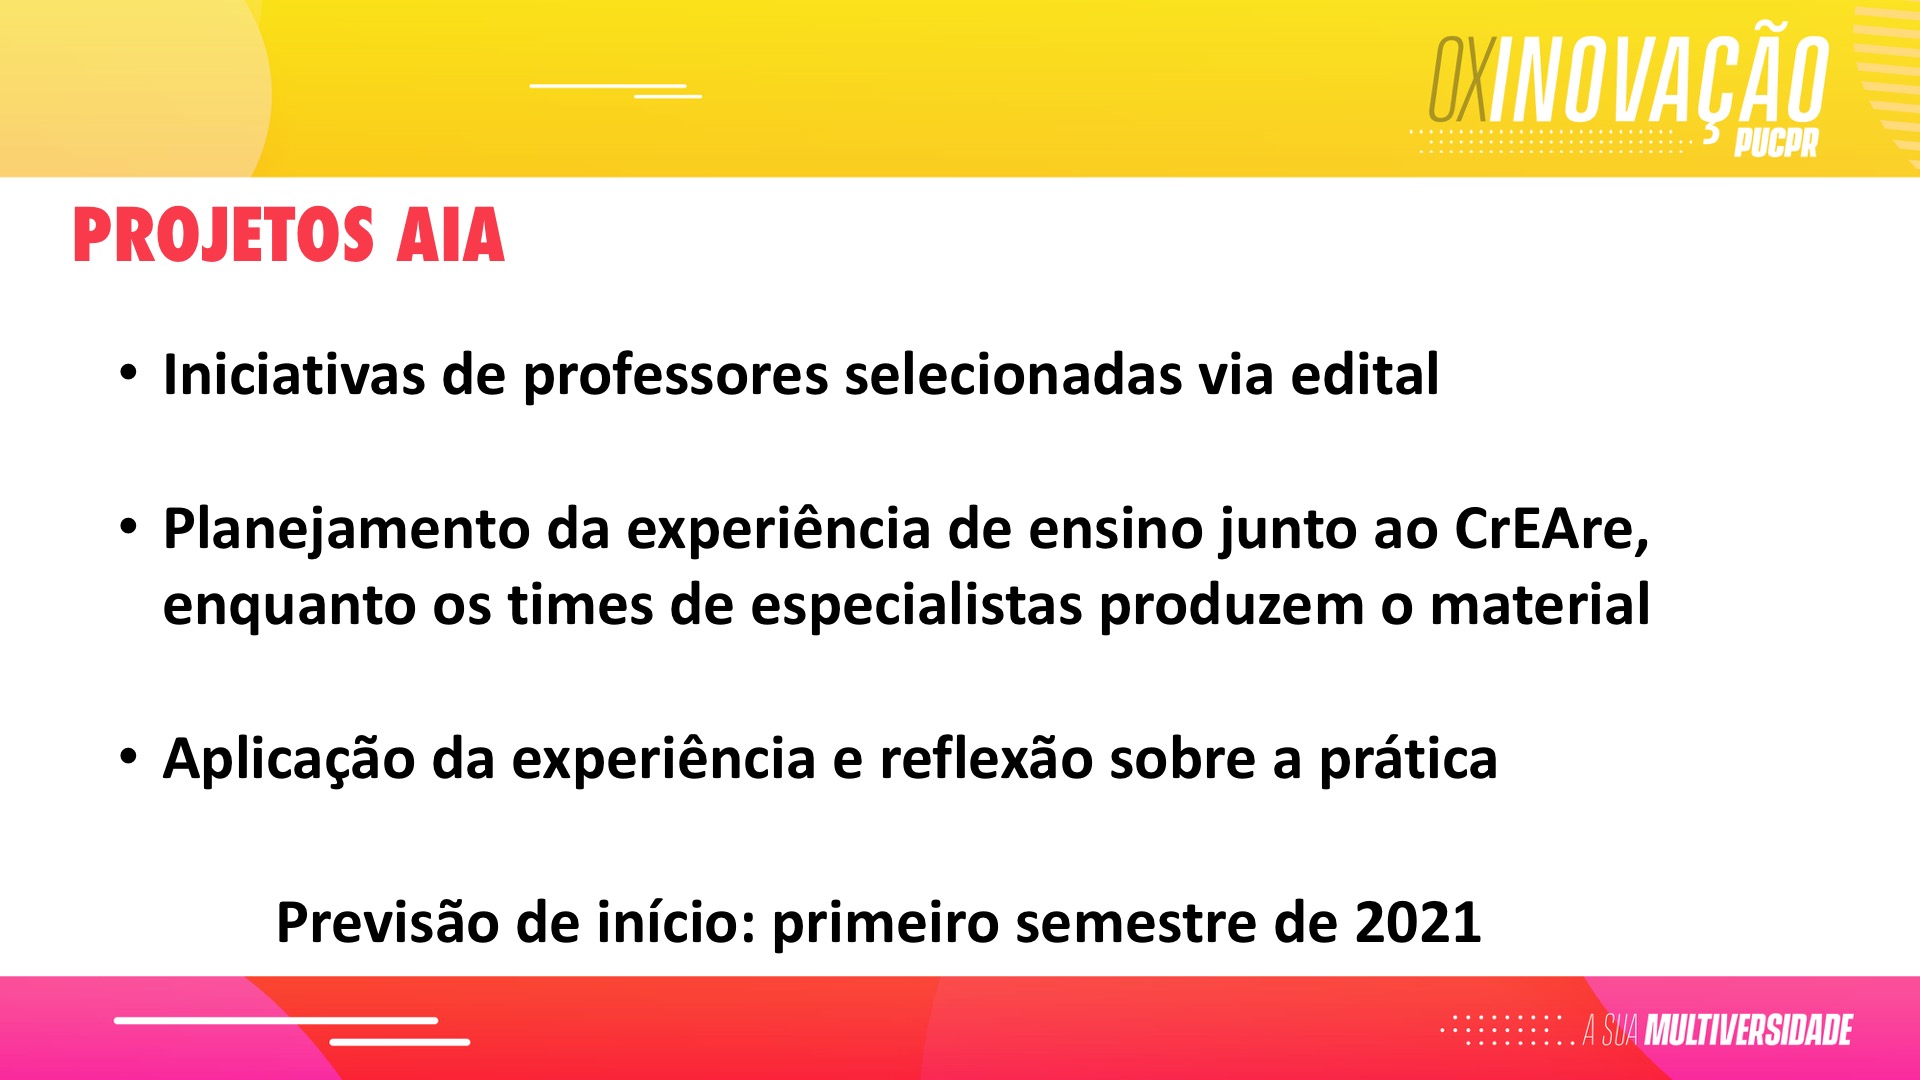 OXINOVAÇÃO
PUCPR
PROJETOS AIA
• Iniciativas de professores selecionadas via edital
• Planejamento da experiência de ensino junto ao CrEAre,
enquanto os times de especialistas produzem o material
• Aplicação da experiência e reflexão sobre a prática
Previsão de início: primeiro semestre de 2021
A SUA MULTIVERSIDADE